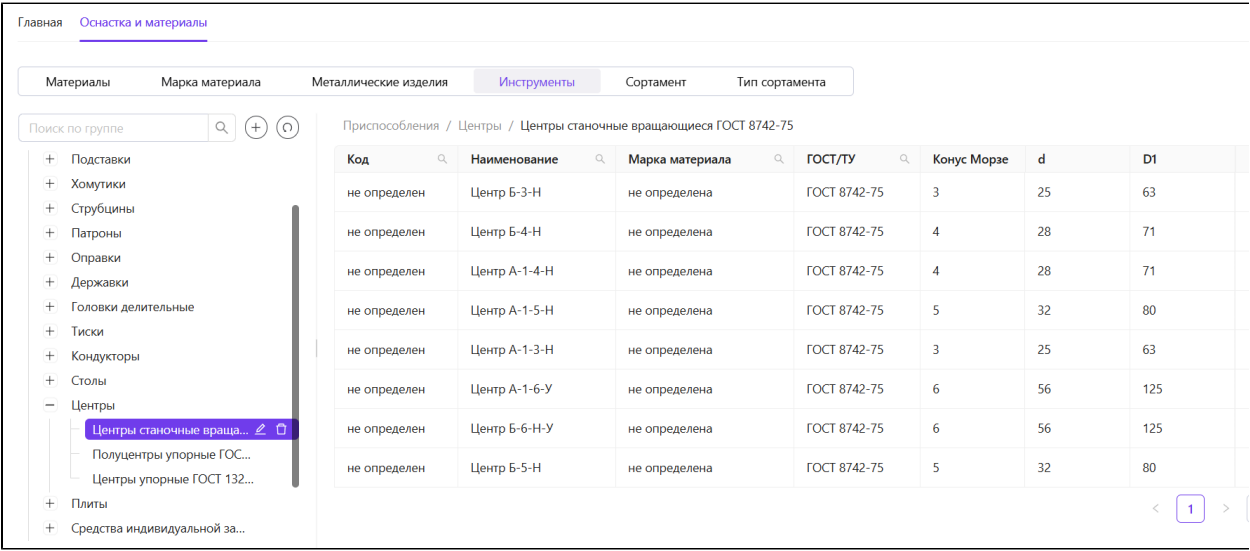 Главная Оснастка и материалы
Материалы Марка материала Металлические изделия Инструменты Сортамент Тип сортамента
Поиск по группе
Подставки
Хомутики
Струбцины
Патроны
Оправки
Державки
Головки делительные
Тиски
Кондукторы
Столы
Центры
Центры станочные враща...
Полуцентры упорные ГОС...
Центры упорные ГОСТ 132...
Плиты
Средства индивидуальной за...
Приспособления / Центры / Центры станочные вращающиеся ГОСТ 8742-75
Код Наименование Марка материала ГОСТ/ТУ Конус Морзе d D1
не определен Центр Б-3-Н не определена ГОСТ 8742-75 3 25 63
не определен Центр Б-4-Н не определена ГОСТ 8742-75 4 28 71
не определен Центр А-1-4-Н не определена ГОСТ 8742-75 4 28 71
не определен Центр А-1-5-Н не определена ГОСТ 8742-75 5 32 80
не определен Центр А-1-3-Н не определена ГОСТ 8742-75 3 25 63
не определен Центр А-1-6-У не определена ГОСТ 8742-75 6 56 125
не определен Центр Б-6-Н-У не определена ГОСТ 8742-75 6 56 125
не определен Центр Б-5-Н не определена ГОСТ 8742-75 5 32 80
< 1 >